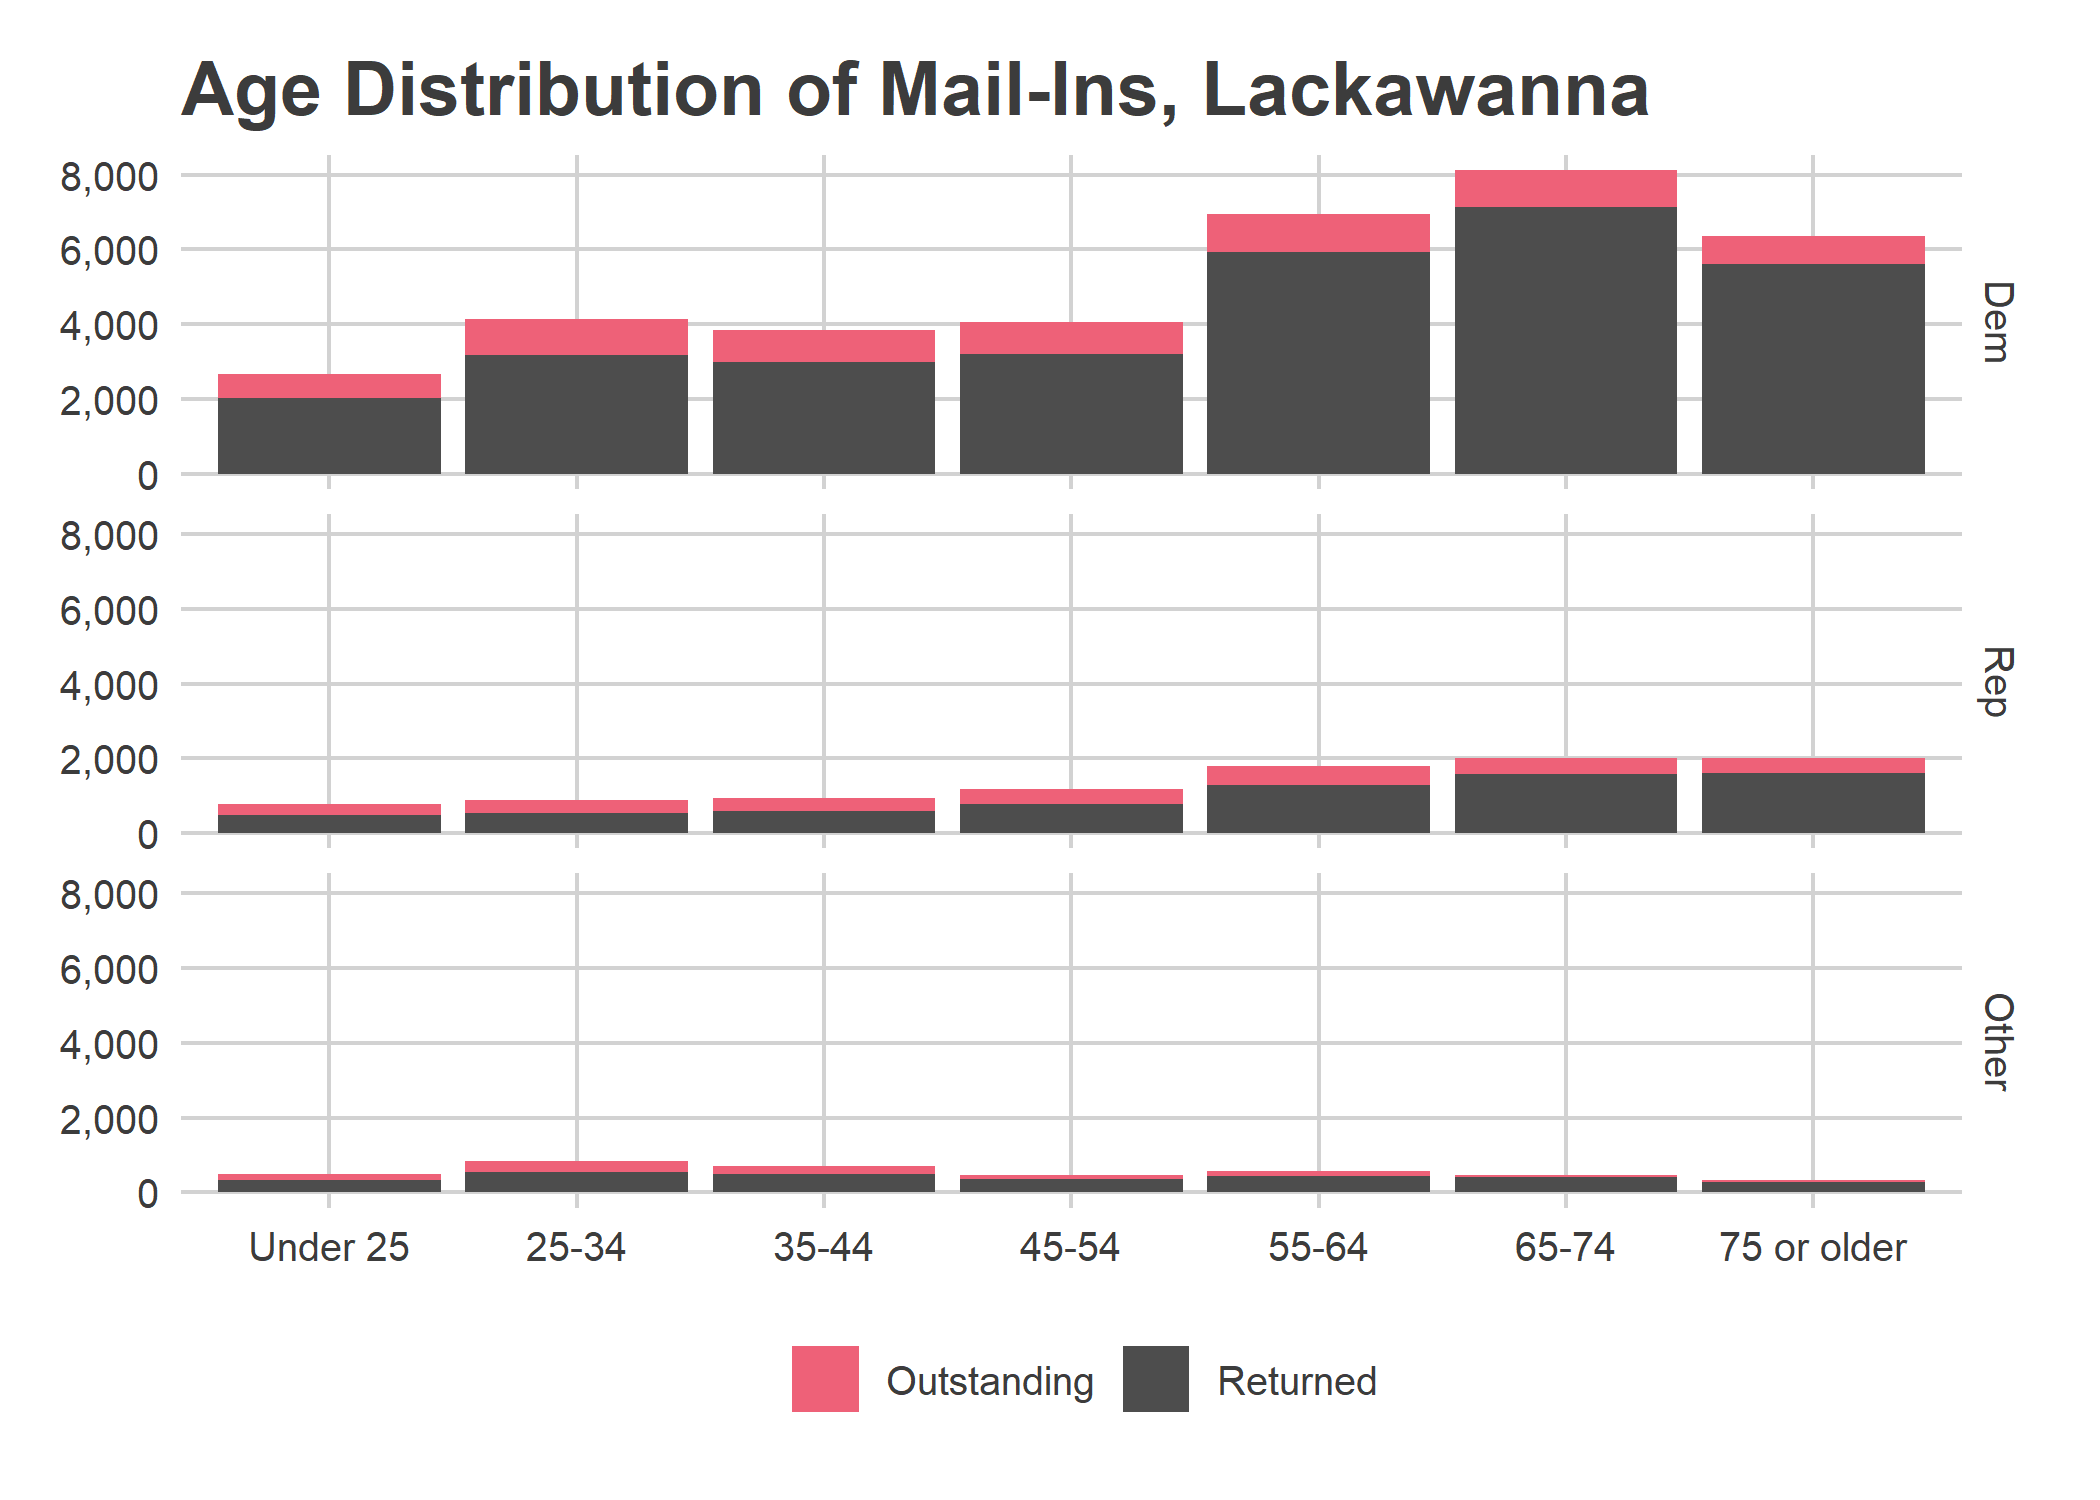 Age Distribution of Mail-Ins, Lackawanna
8,000
6,000
4,000
2,000
0
Dem
8,000
6,000
4,000
2,000
0
Rep
8,000
6,000
4,000
2,000
0
Other
Under 25 25-34 35-44 45-54 55-64 65-74 75 or older
Outstanding Returned